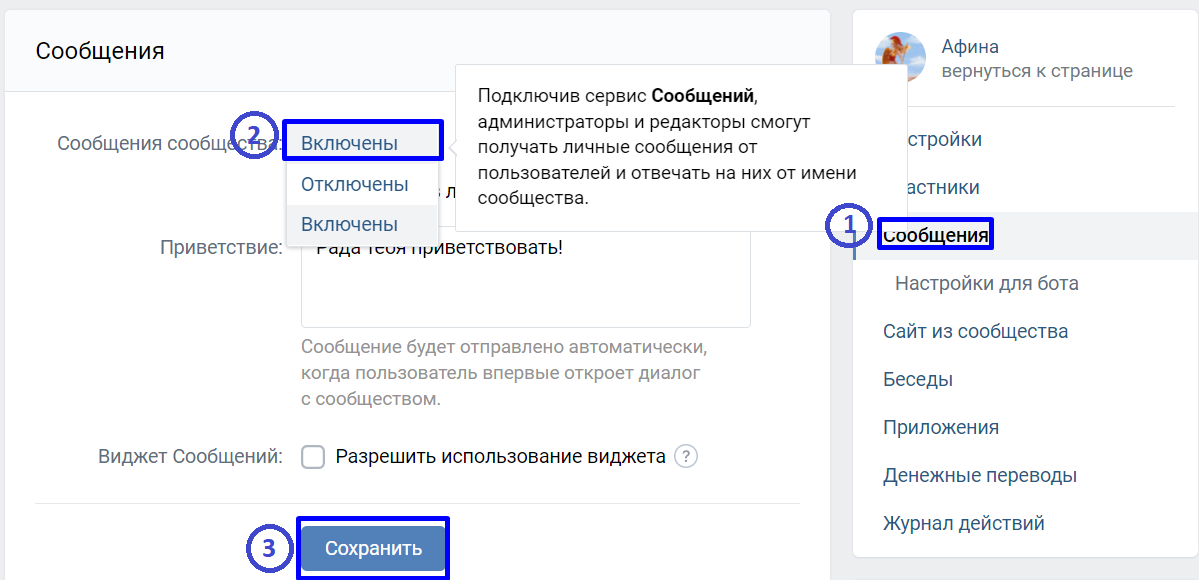 Сообщения
Сообщения сообщества:
2
Включены
Отключены
Включены
Подключив сервис Сообщений,
администраторы и редакторы смогут
получать личные сообщения от
пользователей и отвечать на них от имени
сообщества.
Приветствие:
Рада тебя приветствовать!
Сообщение будет отправлено автоматически,
когда пользователь впервые откроет диалог
с сообществом.
Виджет Сообщений:
Разрешить использование виджета ?
3
Сохранить
Афина
вернуться к странице
стройки
астники
1
Сообщения
Настройки для бота
Сайт из сообщества
Беседы
Приложения
Денежные переводы
Журнал действий